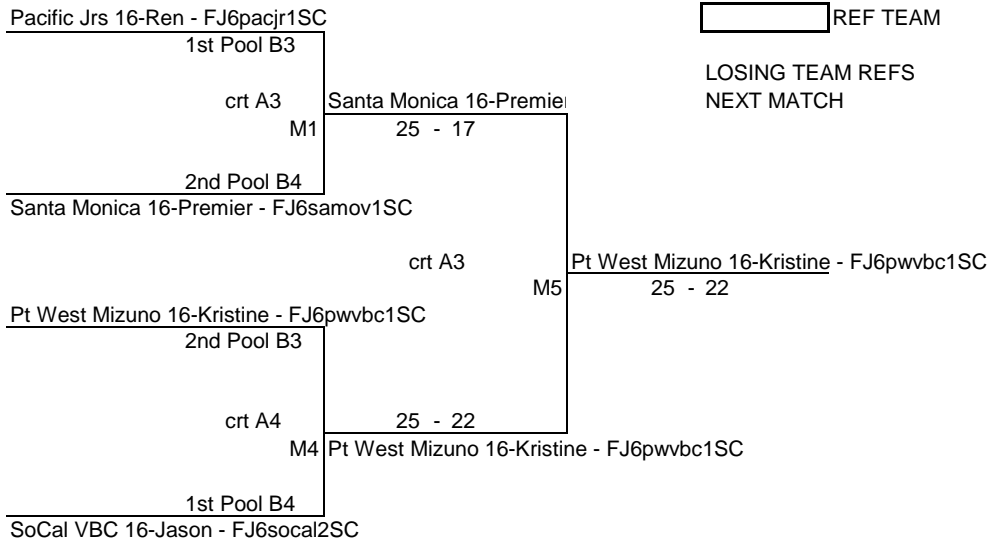 Pacific Jrs 16-Ren - FJ6pacjr1SC
REF TEAM
1st Pool B3
LOSING TEAM REFS
NEXT MATCH
crt A3
Santa Monica 16-Premier
M1
25 - 17
2nd Pool B4
Santa Monica 16-Premier - FJ6samov1SC
crt A3
Pt West Mizuno 16-Kristine - FJ6pwvbc1SC
M5
25 - 22
Pt West Mizuno 16-Kristine - FJ6pwvbc1SC
2nd Pool B3
crt A4
25 - 22
M4
Pt West Mizuno 16-Kristine - FJ6pwvbc1SC
1st Pool B4
SoCal VBC 16-Jason - FJ6socal2SC